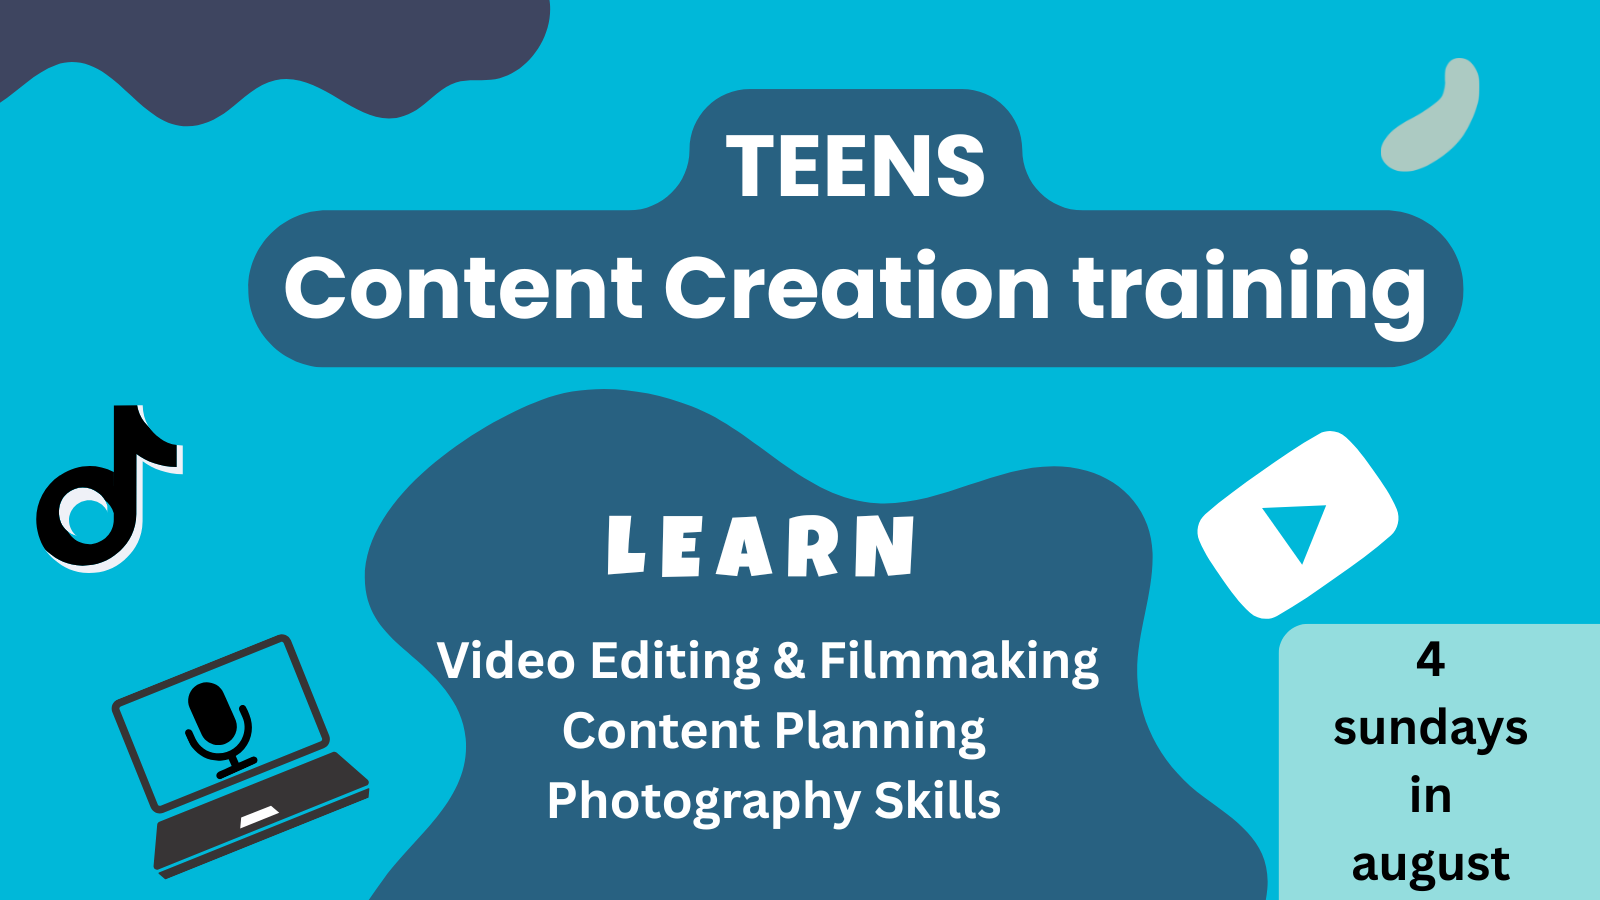 TEENS
Content Creation training
LEARN
Video Editing & Filmmaking
Content Planning
Photography Skills
4
sundays
in
august